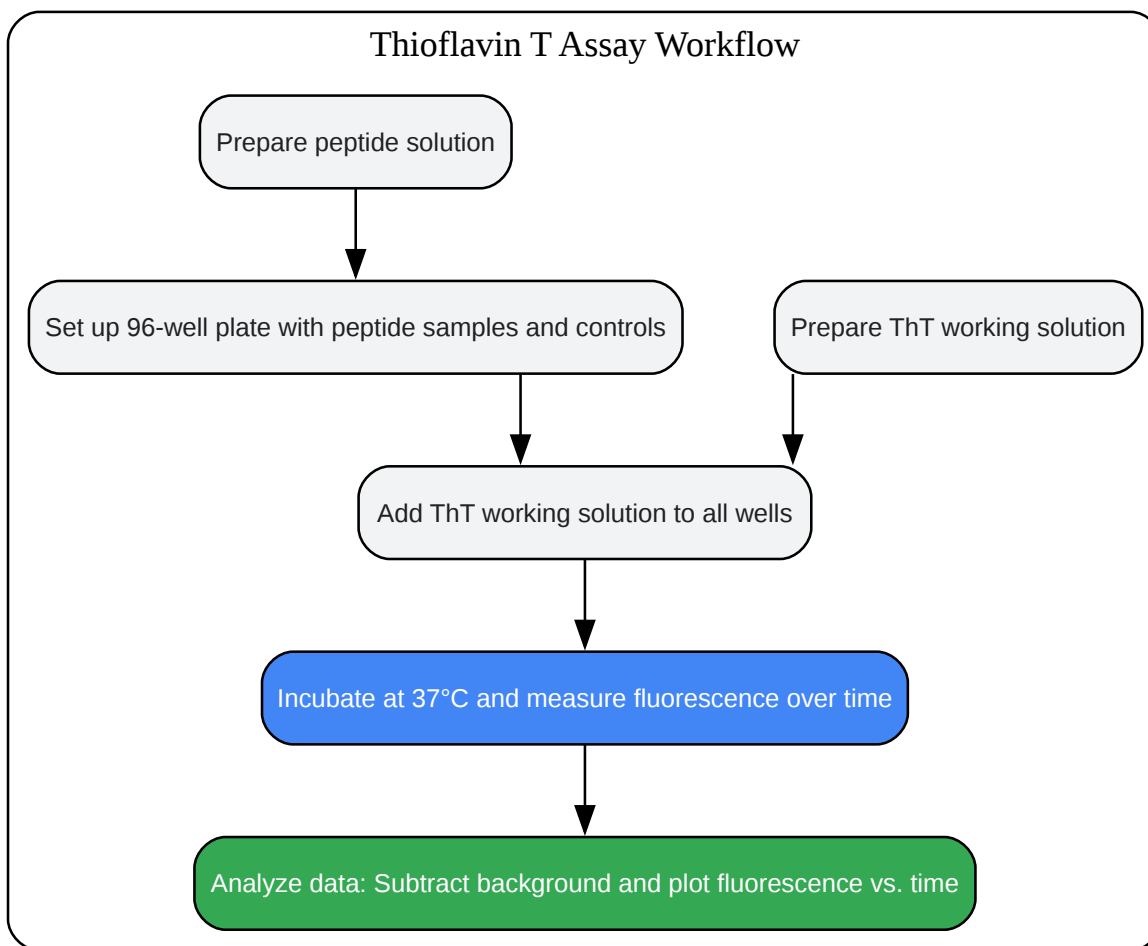 Thioflavin T Assay Workflow
Prepare peptide solution
Set up 96-well plate with peptide samples and controls
Prepare ThT working solution
Add ThT working solution to all wells
Incubate at 37°C and measure fluorescence over time
Analyze data: Subtract background and plot fluorescence vs. time